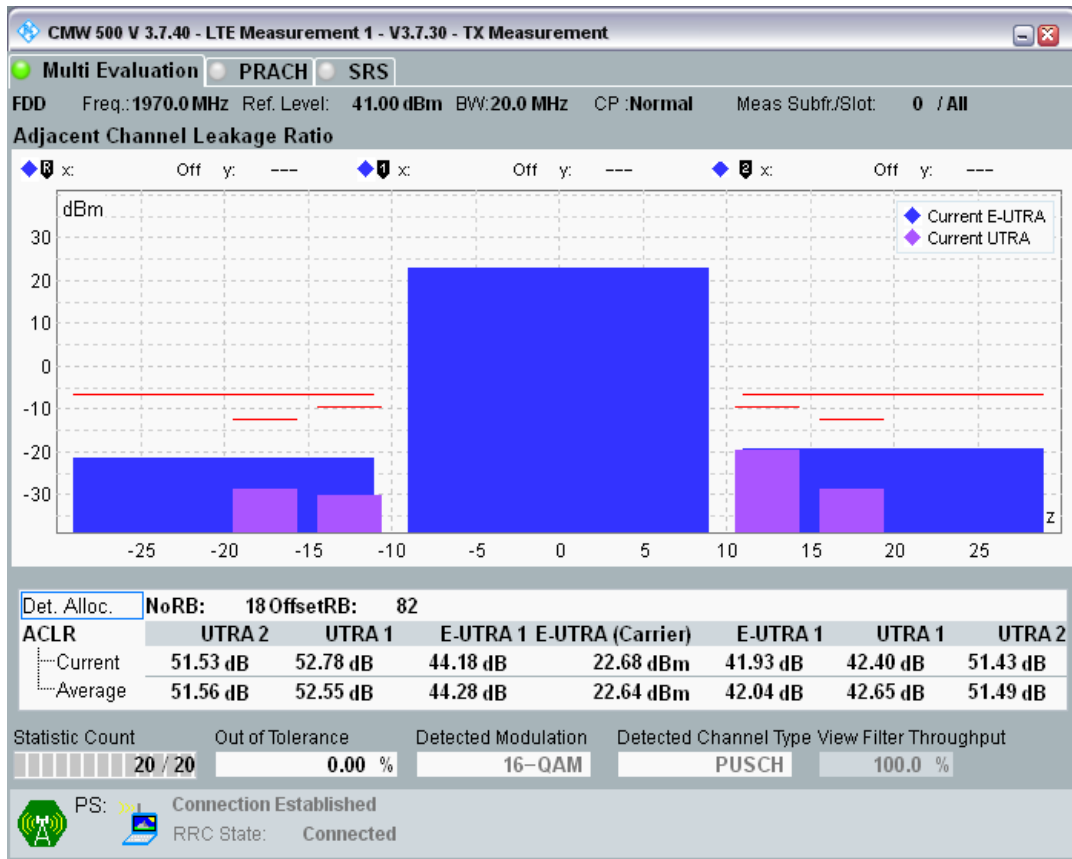 CMW 500 V 3.7.40 - LTE Measurement 1 - V3.7.30 - TX Measurement
Multi Evaluation PRACH SRS
FDD Freq.: 1970.0 MHz Ref. Level: 41.00 dBm BW: 20.0 MHz CP : Normal Meas Subfr./Slot: 0 / All
Adjacent Channel Leakage Ratio
R x: Off y: --- 1 x: Off y: --- 2 x: Off y: ---
dBm
Current E-UTRA
Current UTRA
30
20
10
0
-10
-20
-30
z
-25 -20 -15 -10 -5 0 5 10 15 20 25
Det. Alloc. NoRB: 18 OffsetRB: 82
ACLR UTRA 2 UTRA 1 E-UTRA 1 E-UTRA (Carrier) E-UTRA 1 UTRA 1 UTRA 2
Current 51.53 dB 52.78 dB 44.18 dB 22.68 dBm 41.93 dB 42.40 dB 51.43 dB
Average 51.56 dB 52.55 dB 44.28 dB 22.64 dBm 42.04 dB 42.65 dB 51.49 dB
Statistic Count Out of Tolerance Detected Modulation Detected Channel Type View Filter Throughput
20 / 20 0.00 % 16-QAM PUSCH 100.0 %
PS: Connection Established
RRC State: Connected